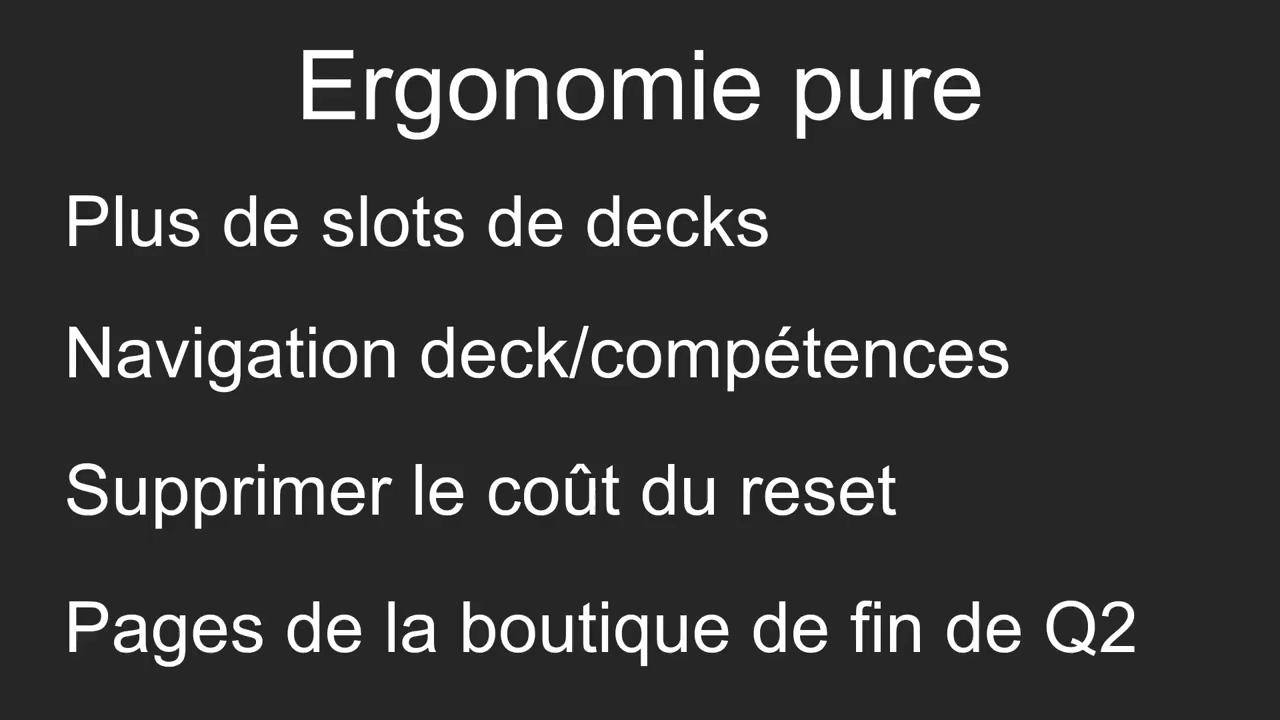 Ergonomie pure
Plus de slots de decks
Navigation deck/compétences
Supprimer le coût du reset
Pages de la boutique de fin de Q2